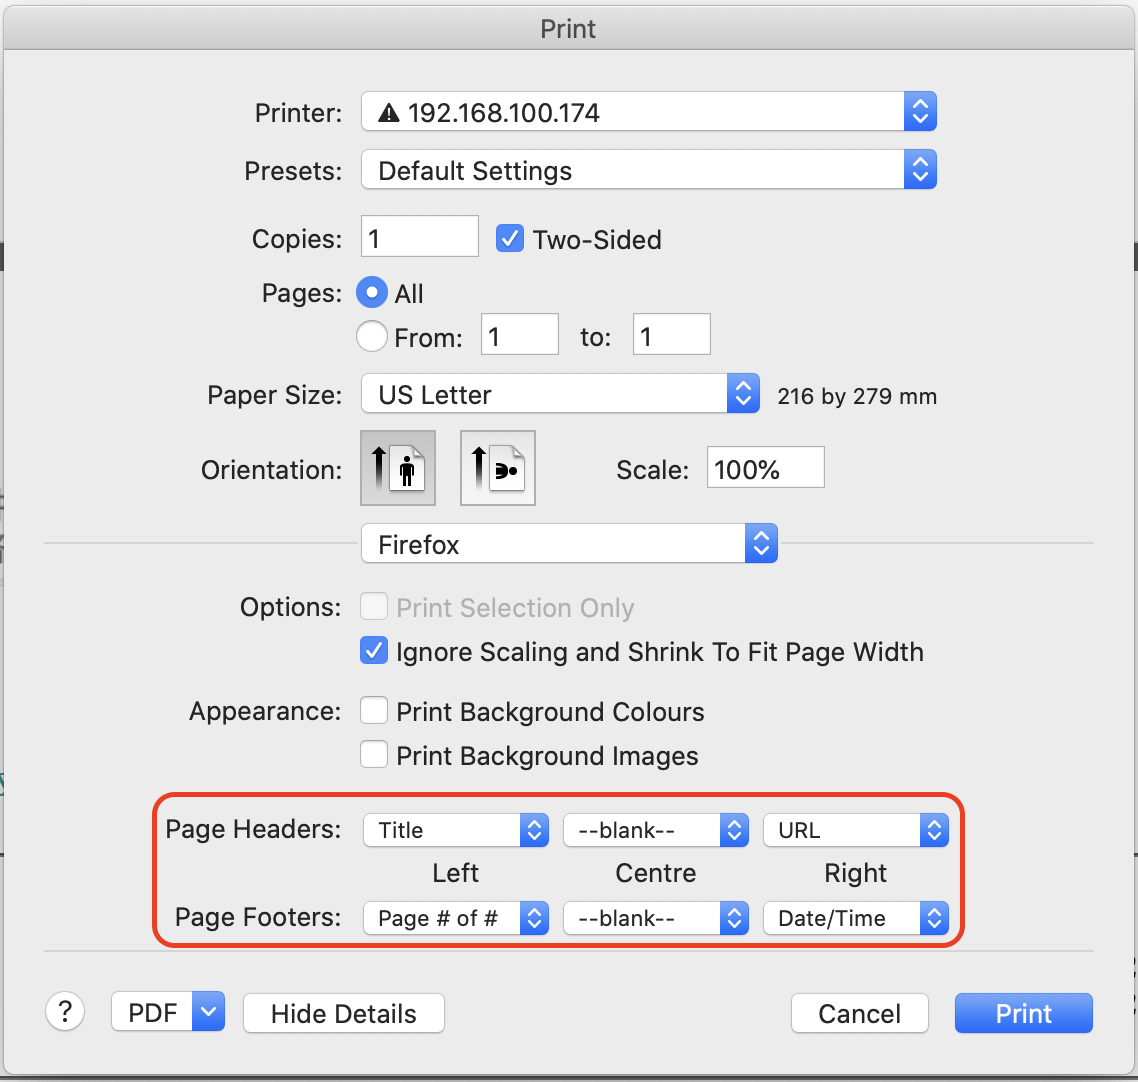 Print
Printer: 192.168.100.174
Presets: Default Settings
Copies: 1 Two-Sided
Pages: All
From: 1 to: 1
Paper Size: US Letter 216 by 279 mm
Orientation: Scale: 100%
Firefox
Options: Print Selection Only
Ignore Scaling and Shrink To Fit Page Width
Appearance: Print Background Colours
Print Background Images
Page Headers: Title --blank-- URL
Left Centre Right
Page Footers: Page # of # --blank-- Date/Time
? PDF Hide Details Cancel Print